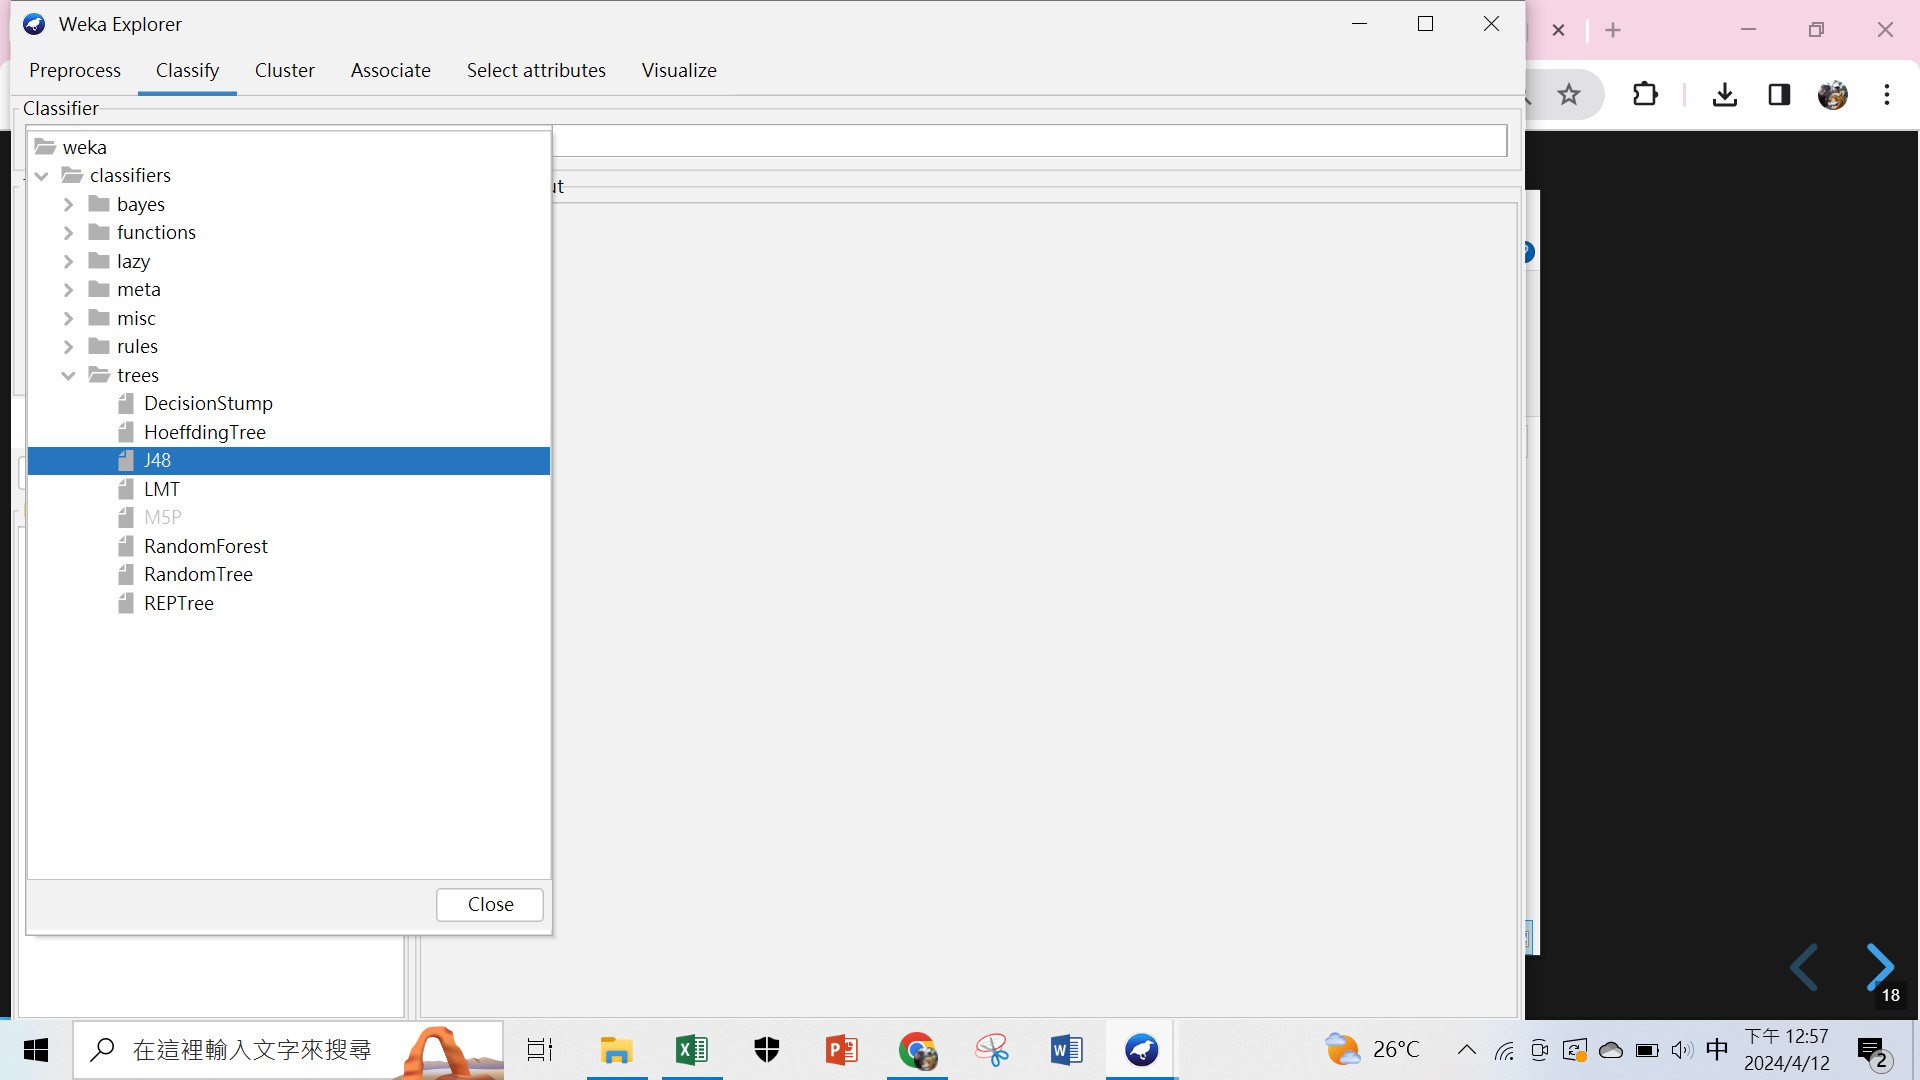 Weka Explorer
Preprocess Classify Cluster Associate Select attributes Visualize
Classifier
weka
classifiers
bayes
functions
lazy
meta
misc
rules
trees
DecisionStump
HoeffdingTree
J48
LMT
M5P
RandomForest
RandomTree
REPTree
Close
18
在這裡輸入文字來搜尋
26°C
中
下午 12:57
2024/4/12
2